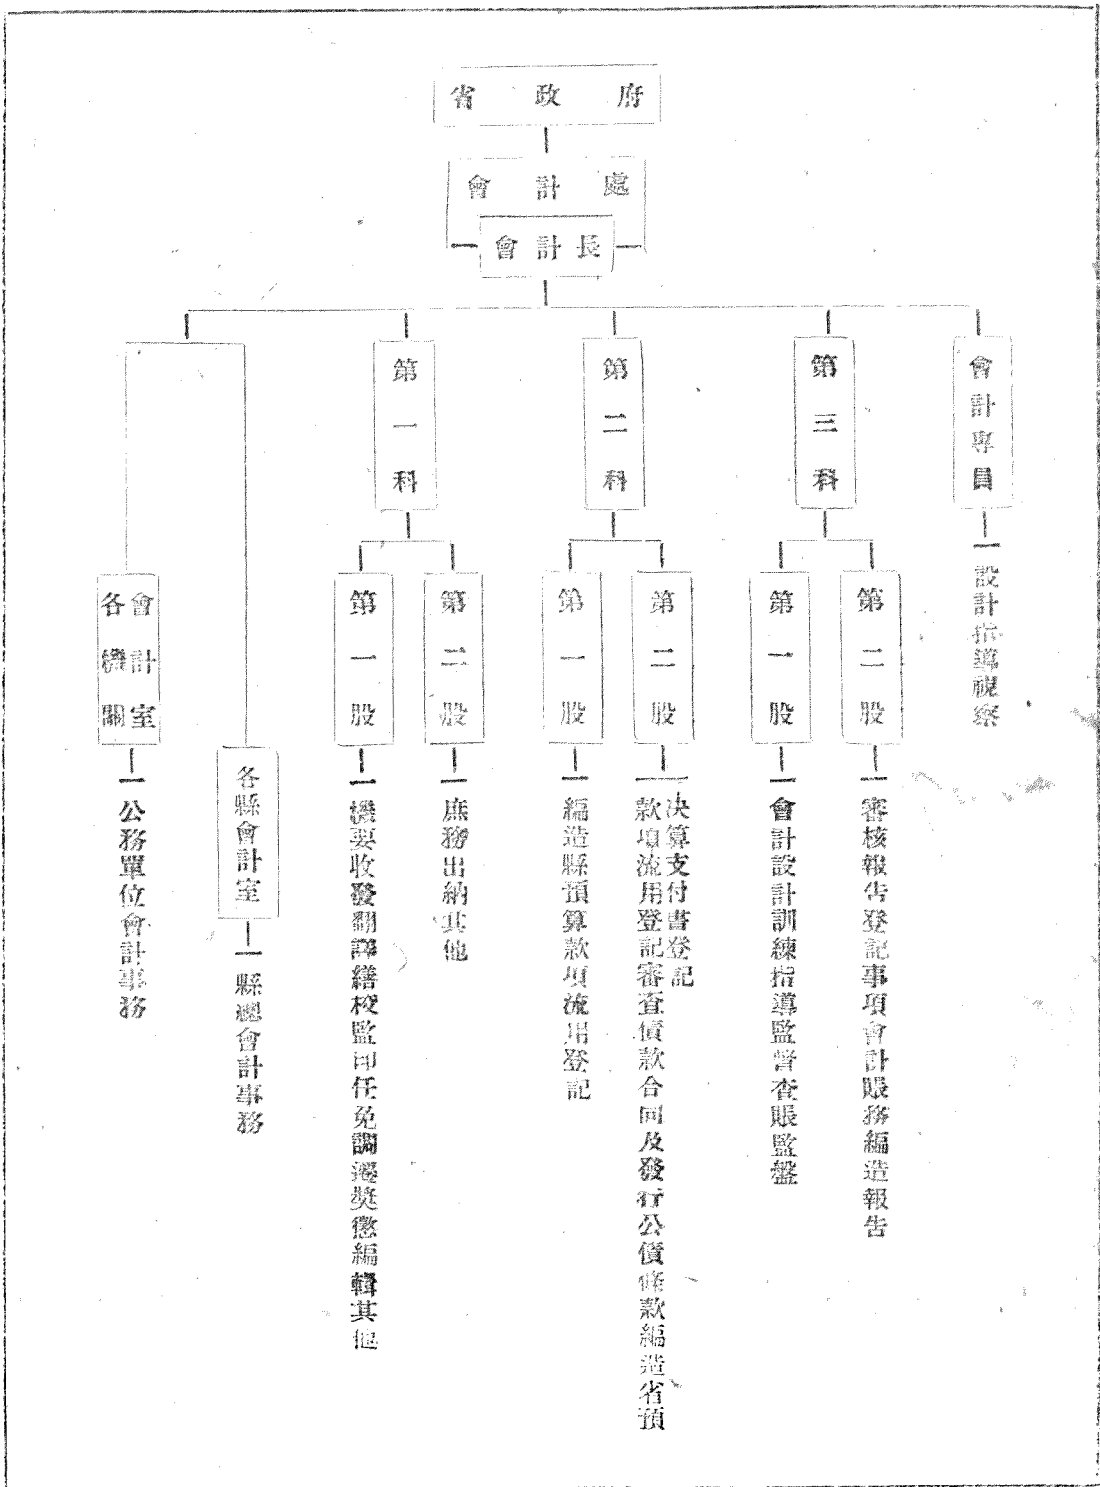 省政府
會計處
會計長
第一科
第二科
第三科
會計專員
設計指導視察
各機關
會計室
第一股
第二股
第一股
第二股
第一股
第二股
各縣會計室
公務單位會計事務
縣總會計事務
機要收發翻譯繕校監印任免調遷奬懲編輯其他
庶務出納其他
編造縣預算款項流用登記
款項流用登記審查債款合同及發行公債條款編造省預
决算支付書登記
會計設計訓練指導監督查賬監盤
審核報告登記事項會計賬務編造報告